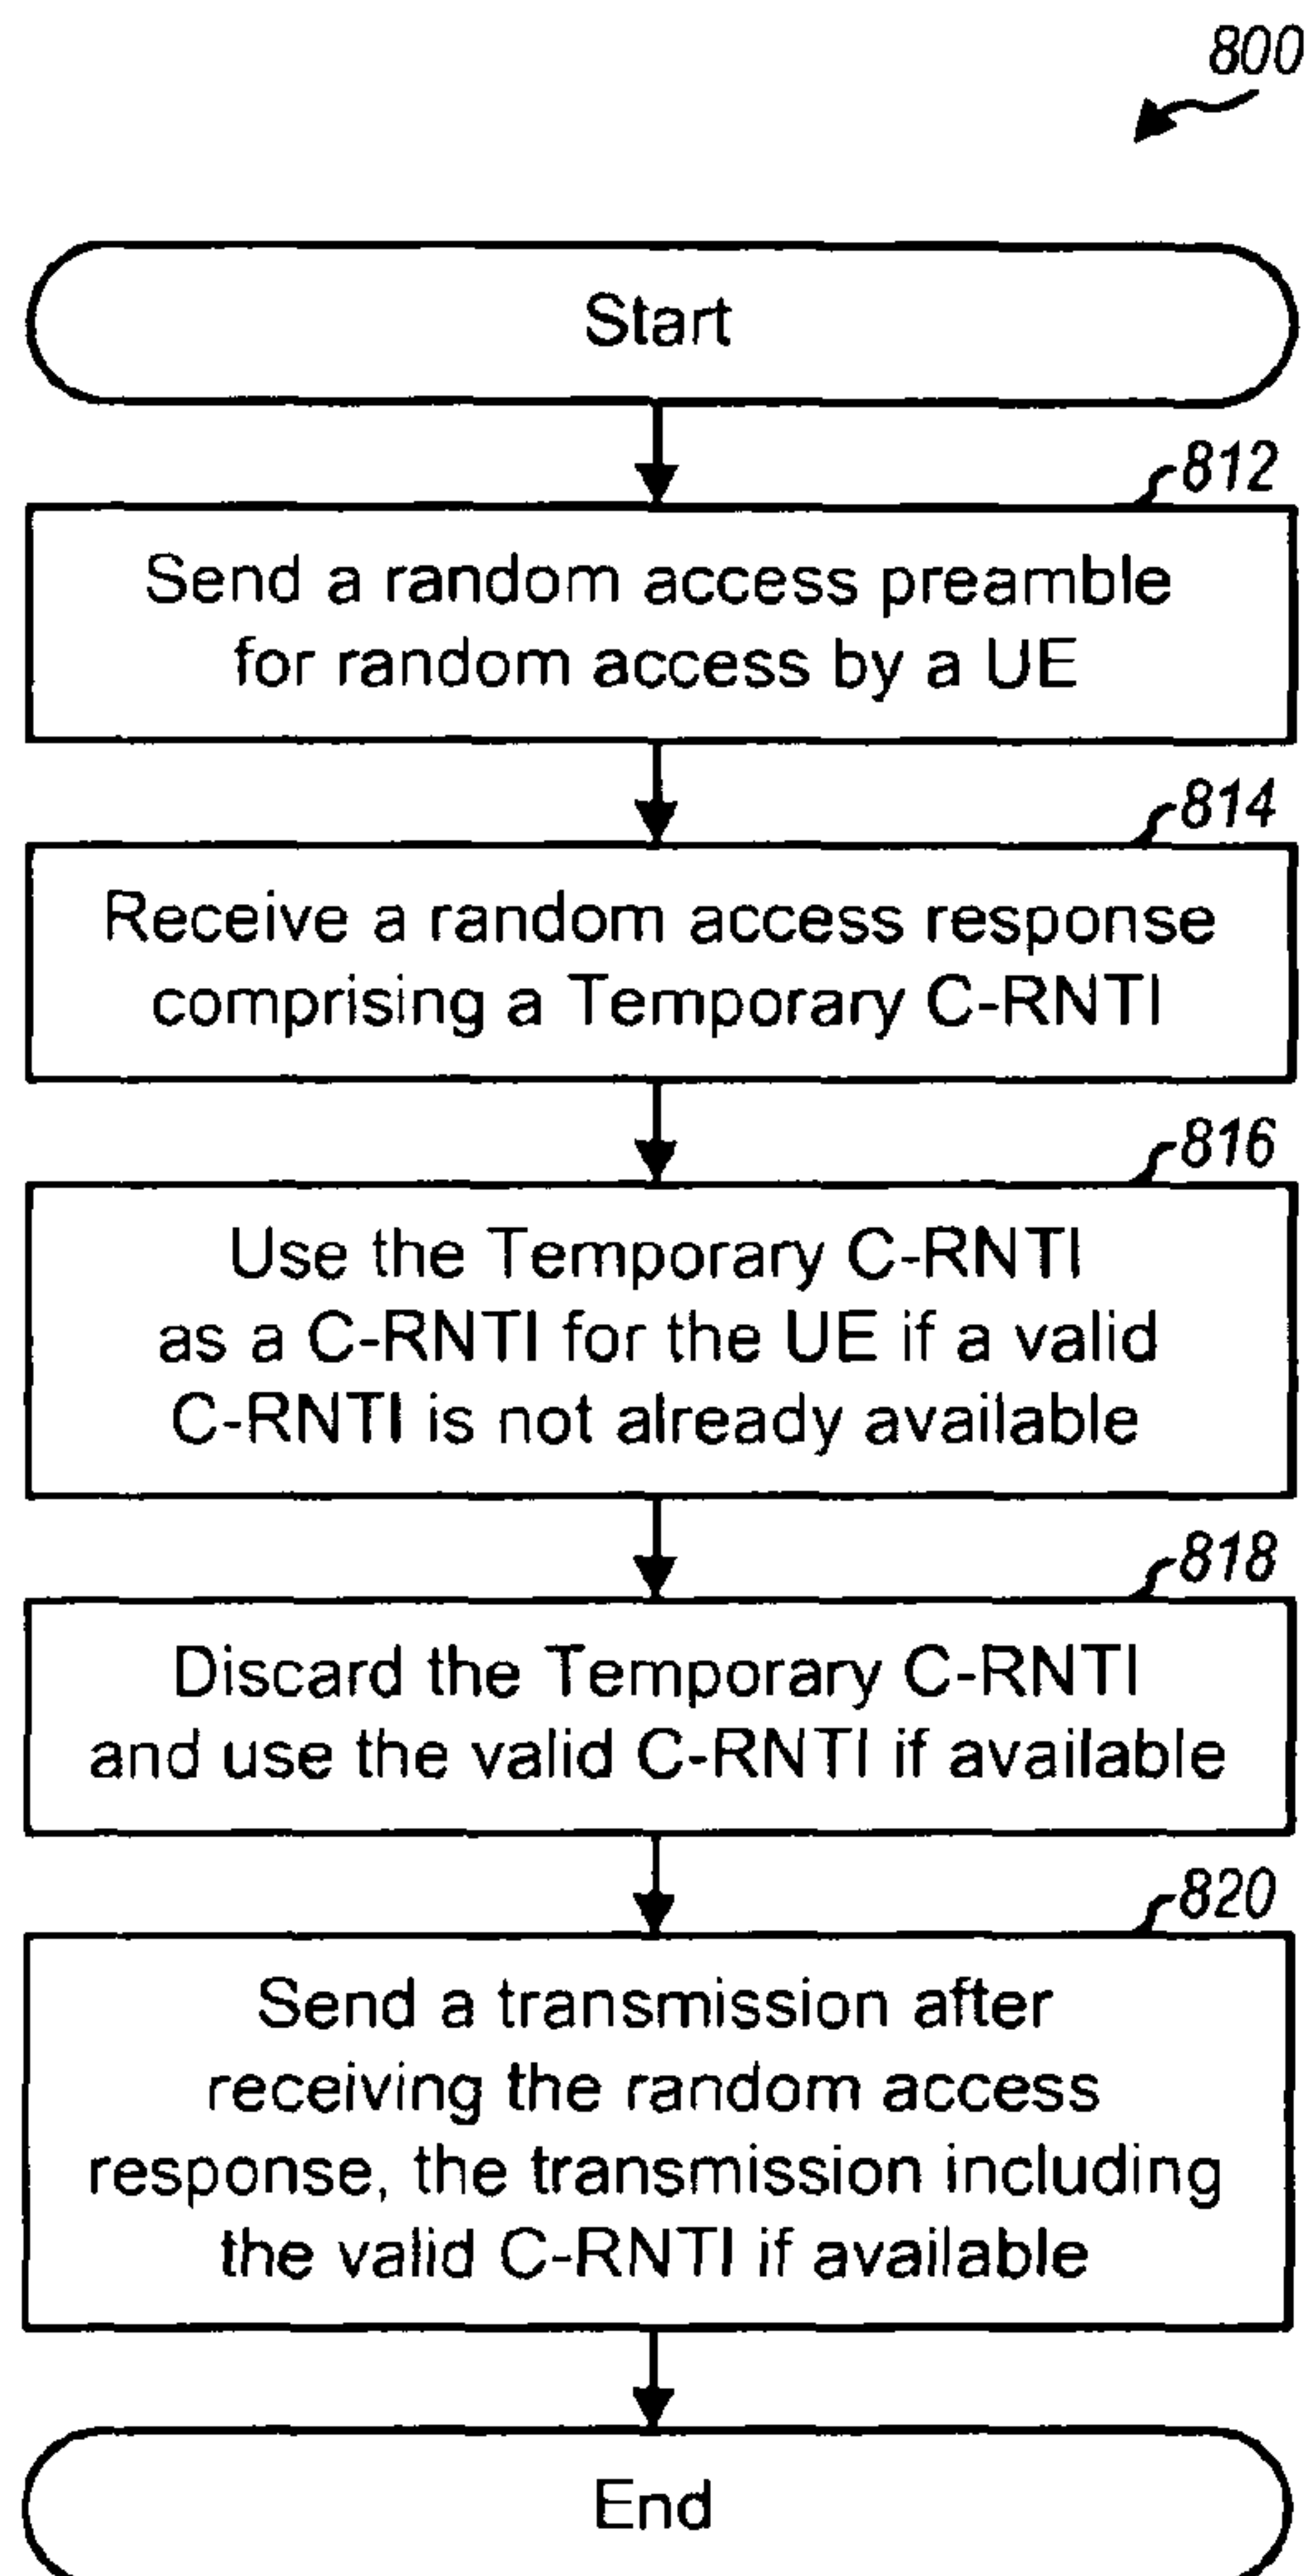 800
Start
812
Send a random access preamble
for random access by a UE
814
Receive a random access response
comprising a Temporary C-RNTI
816
Use the Temporary C-RNTI
as a C-RNTI for the UE if a valid
C-RNTI is not already available
818
Discard the Temporary C-RNTI
and use the valid C-RNTI if available
820
Send a transmission after
receiving the random access
response, the transmission including
the valid C-RNTI if available
End